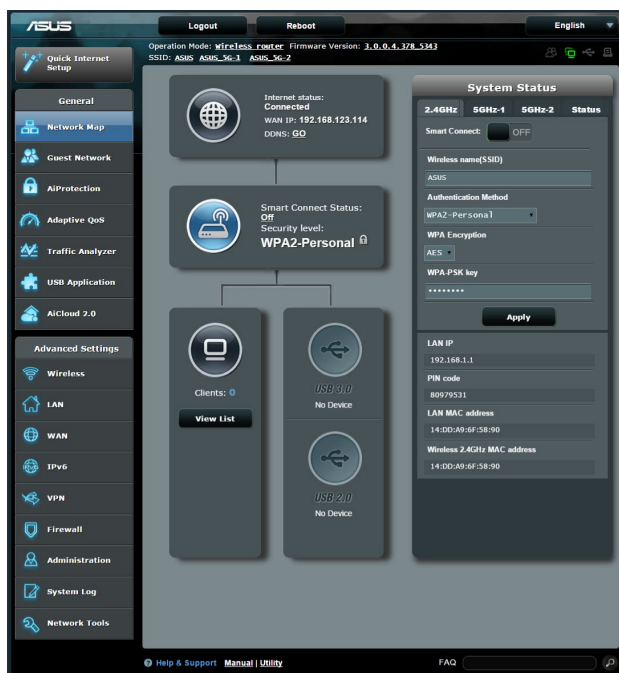 ASUS
Logout
Reboot
English
Quick Internet
Setup
Operation Mode: Wireless router Firmware Version: 3.0.0.4.378_5343
SSID: ASUS ASUS_5G-1 ASUS_5G-2
General
Network Map
Guest Network
AiProtection
Adaptive QoS
Traffic Analyzer
USB Application
AiCloud 2.0
Advanced Settings
Wireless
LAN
WAN
IPv6
VPN
Firewall
Administration
System Log
Network Tools
Internet status:
Connected
WAN IP: 192.168.123.114
DDNS: GO
Smart Connect Status:
Off
Security level:
WPA2-Personal
Clients: 0
View List
USB 3.0
No Device
USB 2.0
No Device
System Status
2.4GHz 5GHz-1 5GHz-2 Status
Smart Connect: OFF
Wireless name(SSID)
ASUS
Authentication Method
WPA2-Personal
WPA Encryption
AES
WPA-PSK key
••••••••
Apply
LAN IP
192.168.1.1
PIN code
80979531
LAN MAC address
14:DD:A9:6F:58:90
Wireless 2.4GHz MAC address
14:DD:A9:6F:58:90
Help & Support Manual | Utility
FAQ